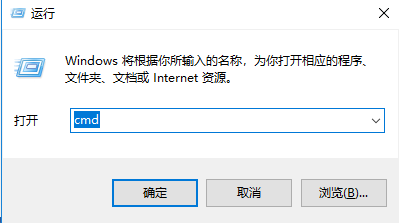 运行
Windows 将根据你所输入的名称，为你打开相应的程序、
文件夹、文档或 Internet 资源。
打开 cmd
确定 取消 浏览(B)...